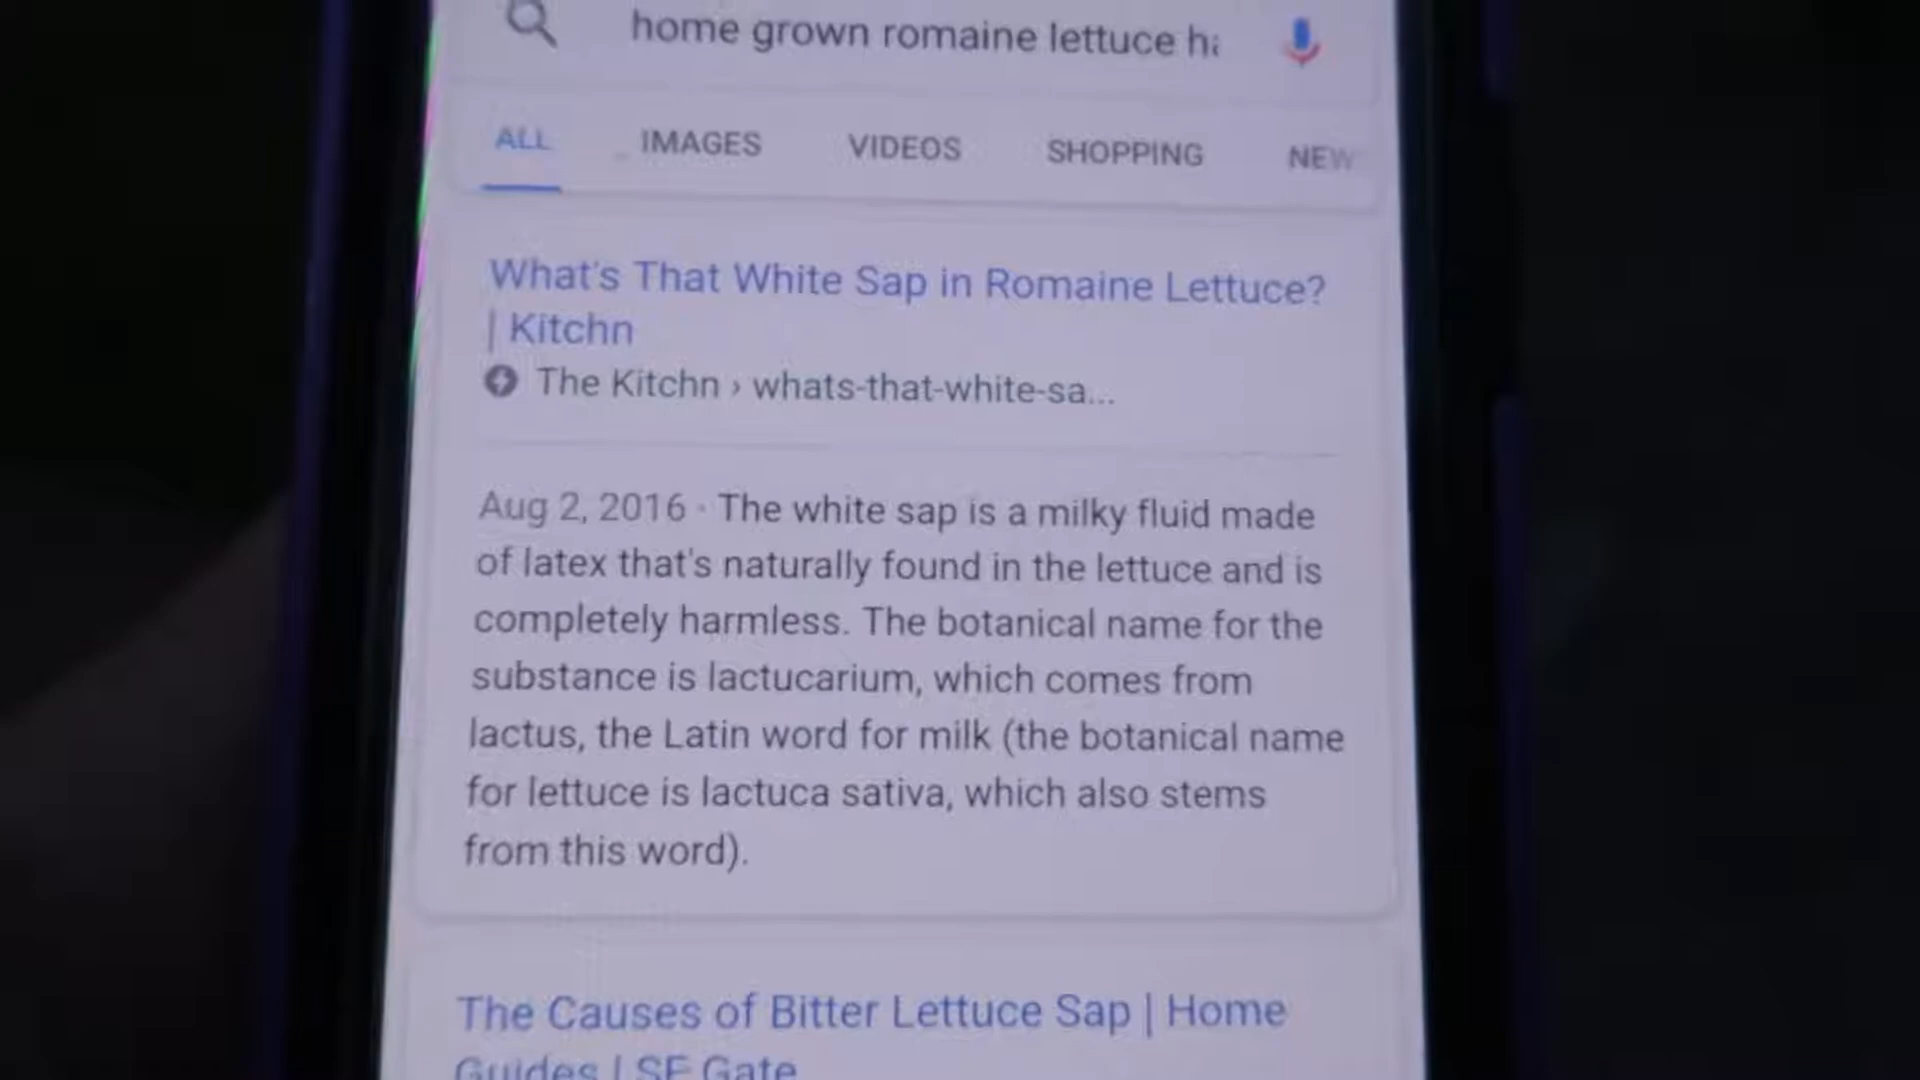 home grown romaine lettuce
ALL IMAGES VIDEOS SHOPPING NEW
What's That White Sap in Romaine Lettuce?
| Kitchn
The Kitchn › whats-that-white-sa...
Aug 2, 2016 · The white sap is a milky fluid made
of latex that's naturally found in the lettuce and is
completely harmless. The botanical name for the
substance is lactucarium, which comes from
lactus, the Latin word for milk (the botanical name
for lettuce is lactuca sativa, which also stems
from this word).
The Causes of Bitter Lettuce Sap | Home
Guides | SF Gate